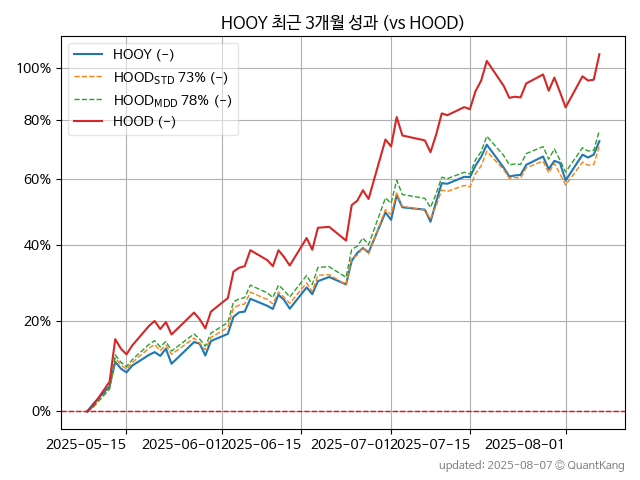 HOOY 최근 3개월 성과 (vs HOOD)
HOOY (-)
HOOD_STD 73% (-)
HOOD_MDD 78% (-)
HOOD (-)
100%
80%
60%
40%
20%
0%
2025-05-15 2025-06-01 2025-06-15 2025-07-01 2025-07-15 2025-08-01
updated: 2025-08-07 © QuantKang